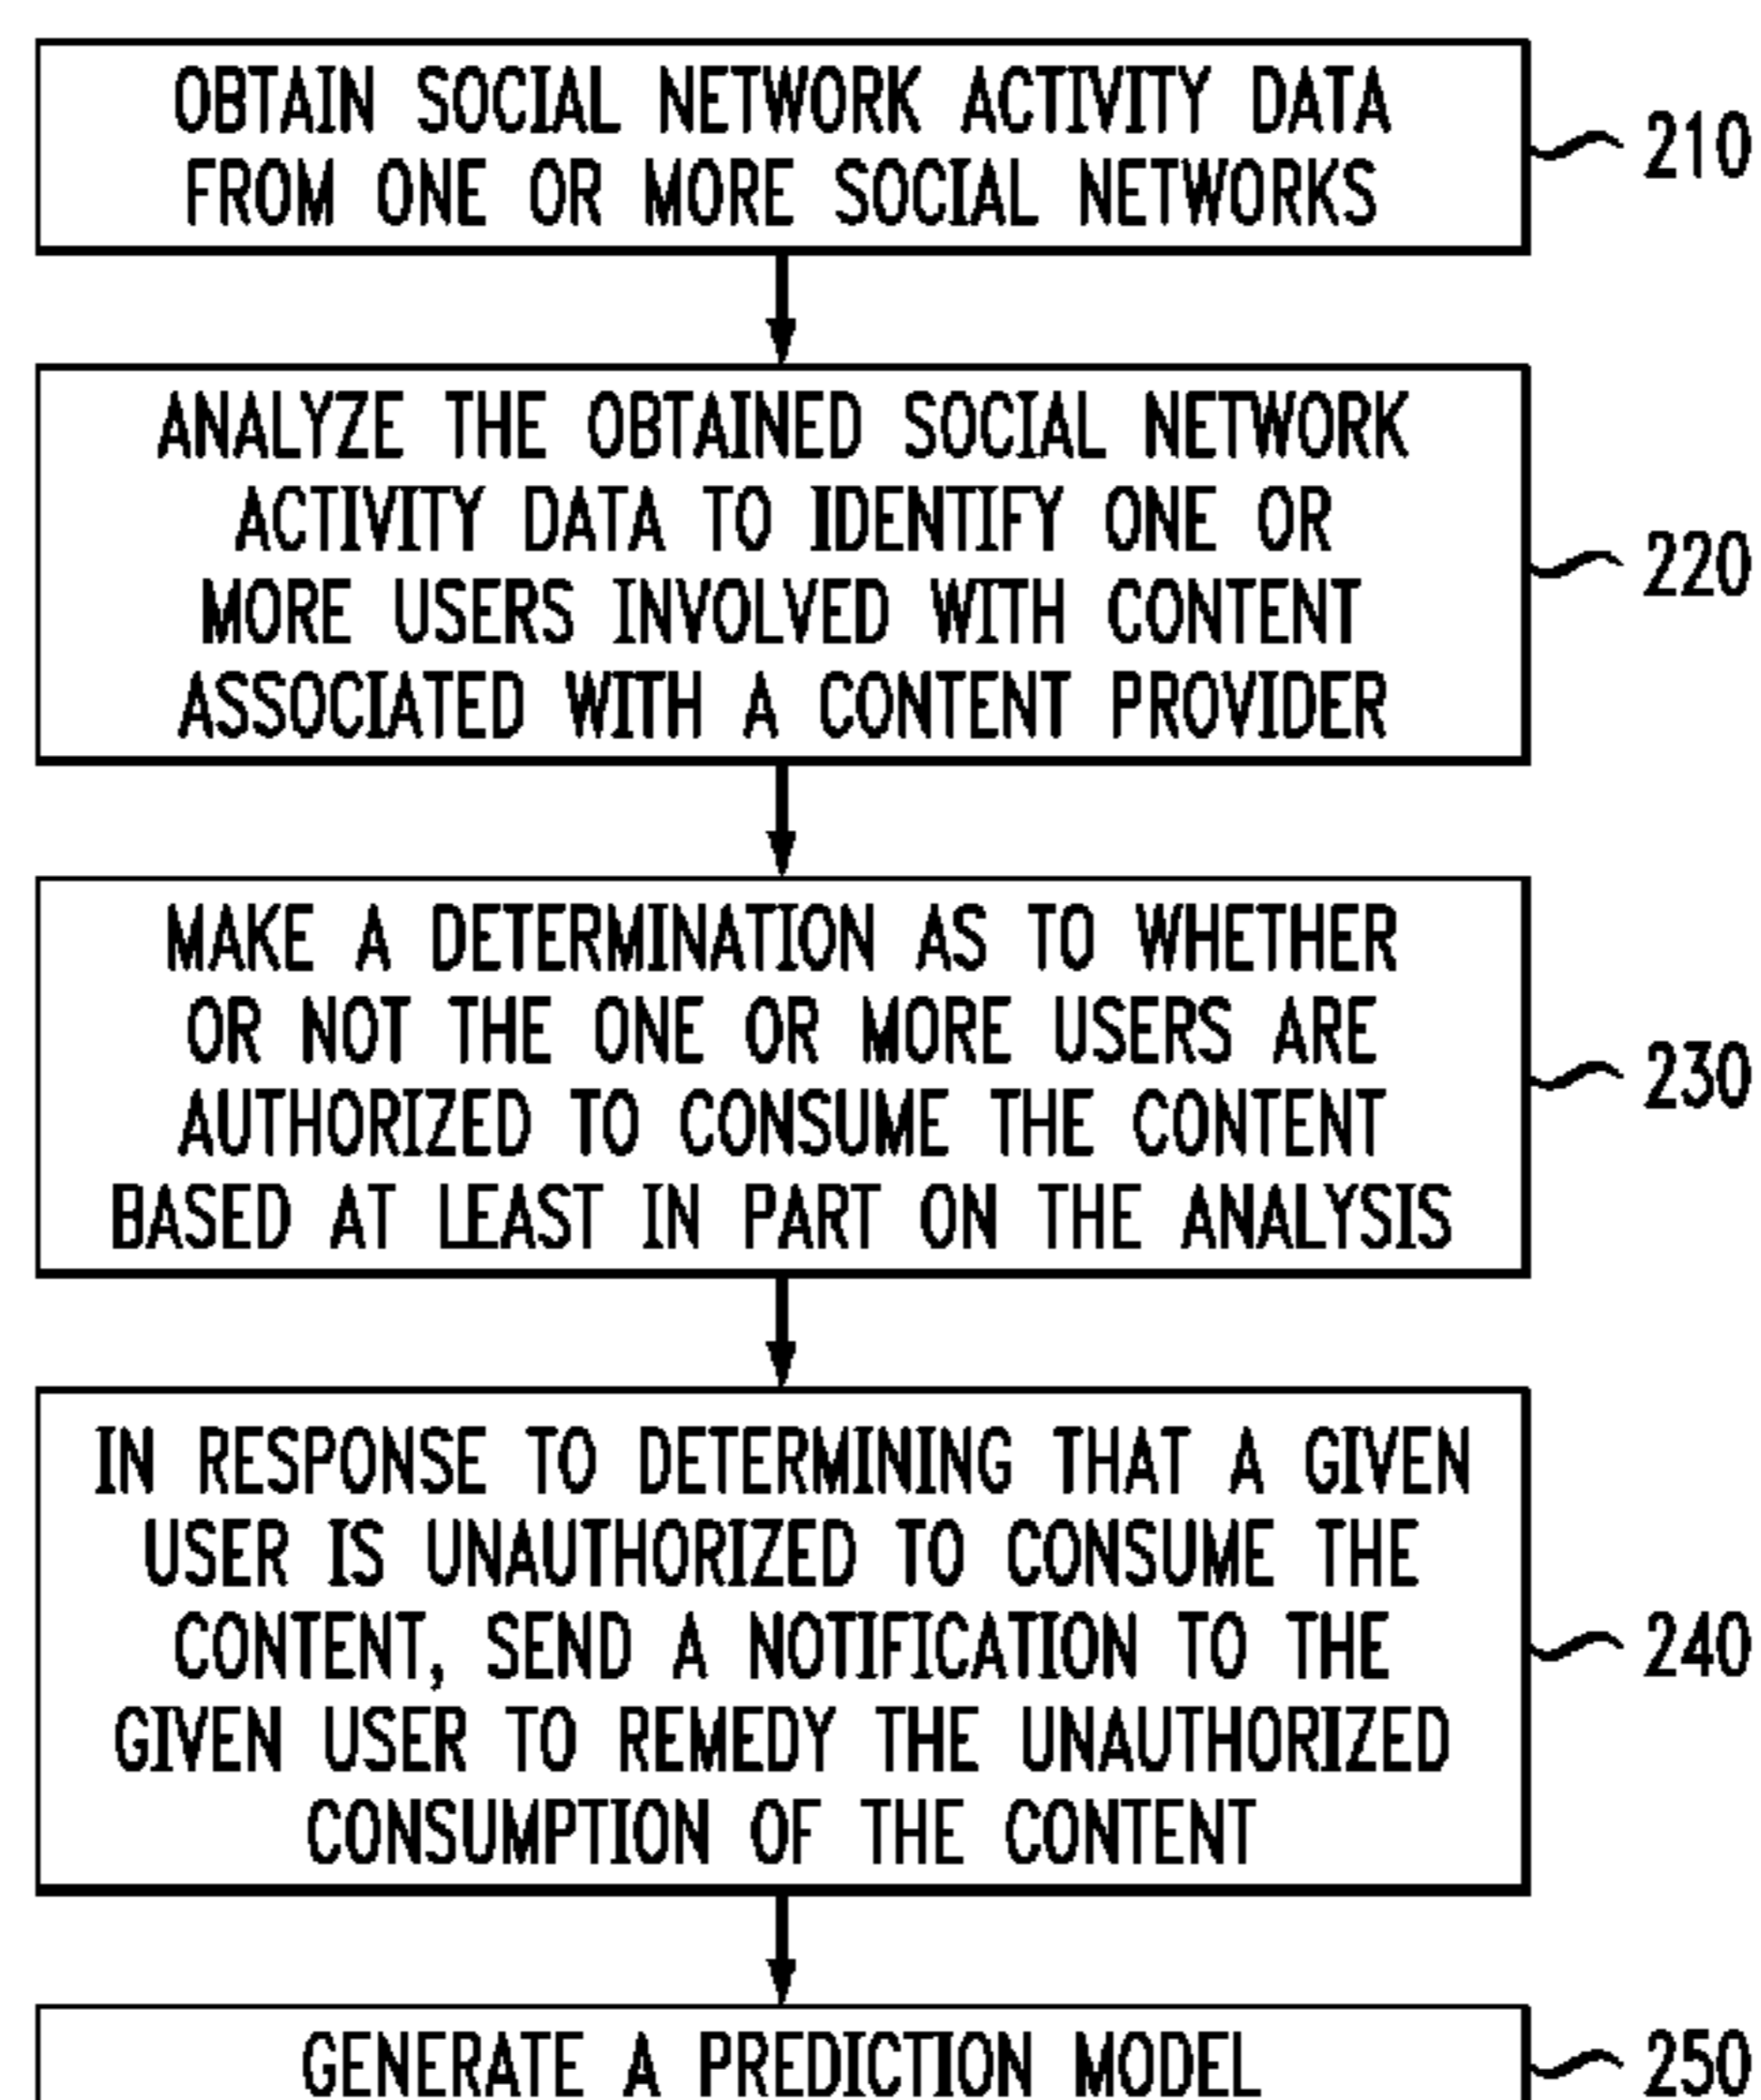 OBTAIN SOCIAL NETWORK ACTIVITY DATA
FROM ONE OR MORE SOCIAL NETWORKS
210
ANALYZE THE OBTAINED SOCIAL NETWORK
ACTIVITY DATA TO IDENTIFY ONE OR
MORE USERS INVOLVED WITH CONTENT
ASSOCIATED WITH A CONTENT PROVIDER
220
MAKE A DETERMINATION AS TO WHETHER
OR NOT THE ONE OR MORE USERS ARE
AUTHORIZED TO CONSUME THE CONTENT
BASED AT LEAST IN PART ON THE ANALYSIS
230
IN RESPONSE TO DETERMINING THAT A GIVEN
USER IS UNAUTHORIZED TO CONSUME THE
CONTENT, SEND A NOTIFICATION TO THE
GIVEN USER TO REMEDY THE UNAUTHORIZED
CONSUMPTION OF THE CONTENT
240
GENERATE A PREDICTION MODEL
250